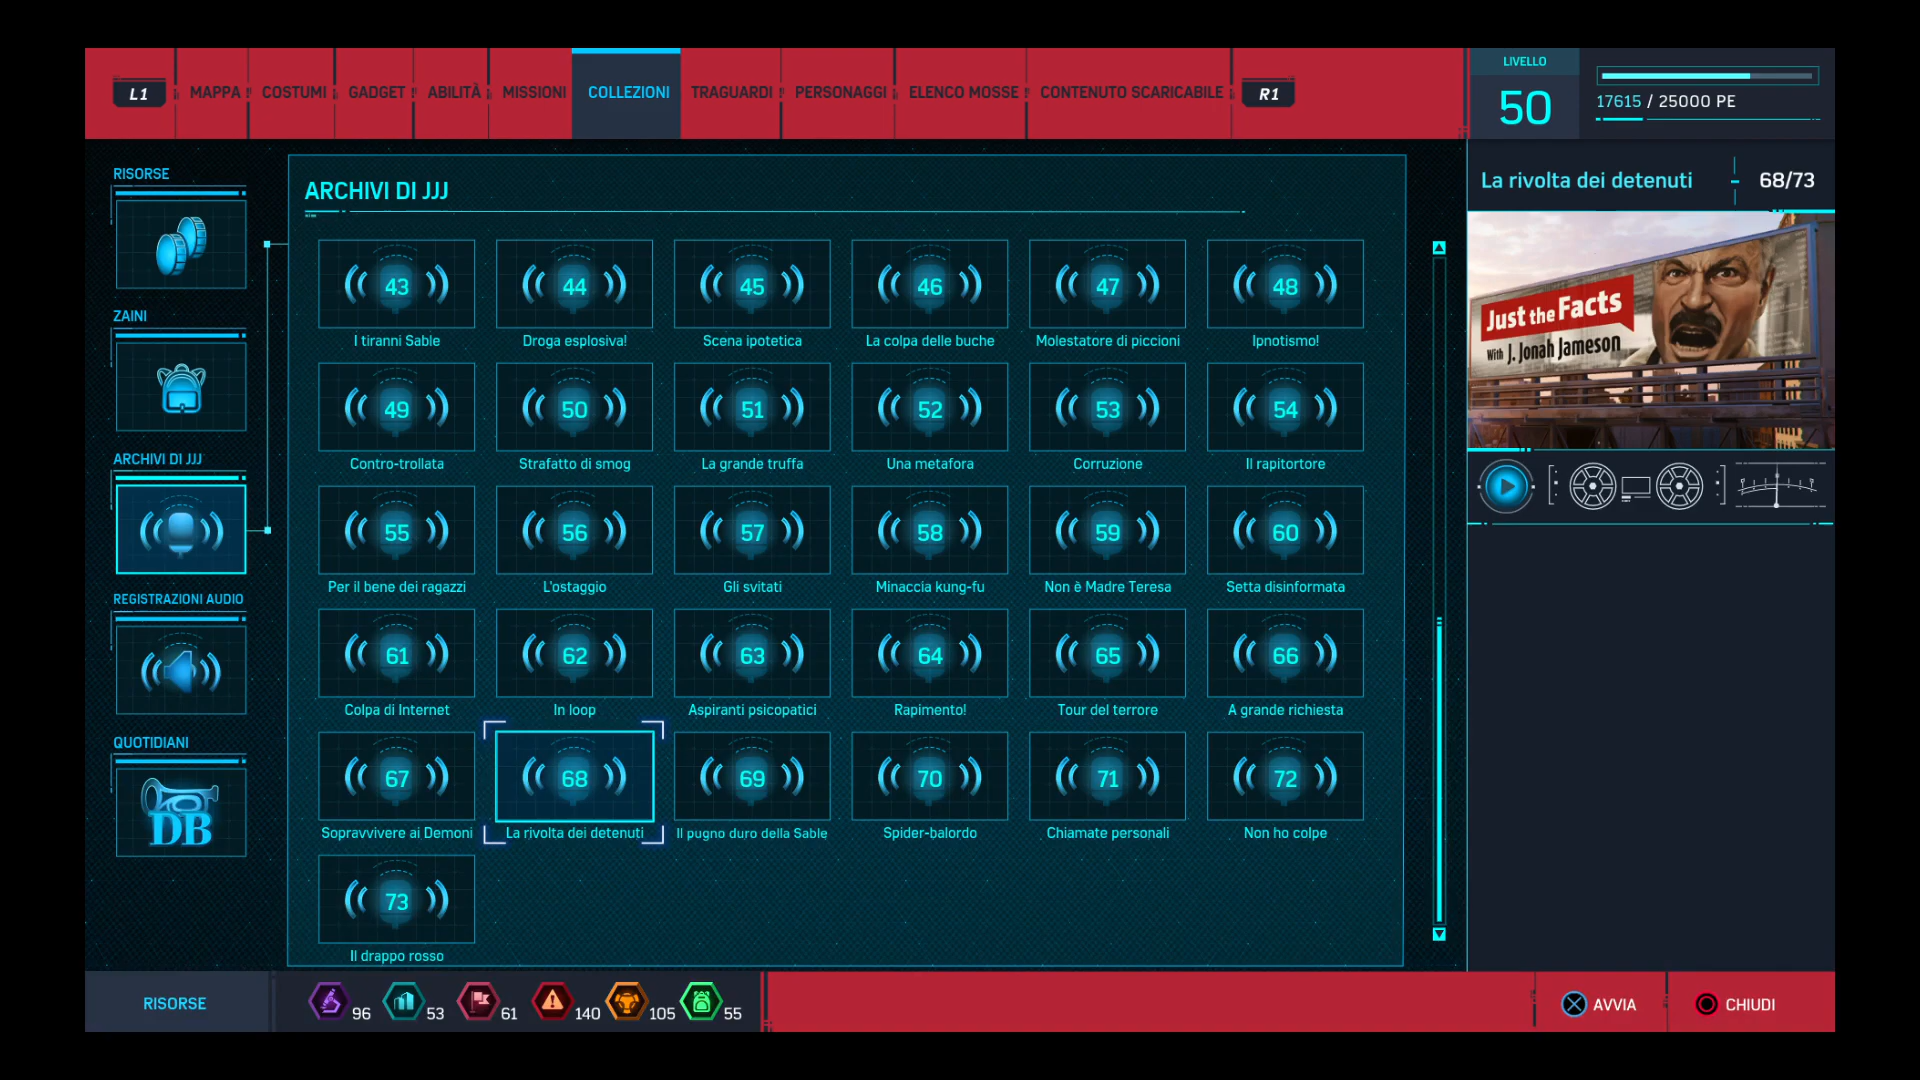 L1
MAPPA
COSTUMI
GADGET
ABILITÀ
MISSIONI
COLLEZIONI
TRAGUARDI
PERSONAGGI
ELENCO MOSSE
CONTENUTO SCARICABILE
R1
LIVELLO
50
17615 / 25000 PE
RISORSE
ZAINI
ARCHIVI DI JJJ
REGISTRAZIONI AUDIO
QUOTIDIANI
DB
ARCHIVI DI JJJ
43 44 45 46 47 48
I tiranni Sable
Droga esplosiva!
Scena ipotetica
La colpa delle buche
Molestatore di piccioni
Ipnotismo!
49 50 51 52 53 54
Contro-trollata
Strafatto di smog
La grande truffa
Una metafora
Corruzione
Il rapitortore
55 56 57 58 59 60
Per il bene dei ragazzi
L'ostaggio
Gli svitati
Minaccia kung-fu
Non è Madre Teresa
Setta disinformata
61 62 63 64 65 66
Colpa di Internet
In loop
Aspiranti psicopatici
Rapimento!
Tour del terrore
A grande richiesta
67 68 69 70 71 72
Sopravvivere ai Demoni
La rivolta dei detenuti
Il pugno duro della Sable
Spider-balordo
Chiamate personali
Non ho colpe
73
Il drappo rosso
La rivolta dei detenuti
68/73
Just the Facts
With J. Jonah Jameson
RISORSE
96
53
61
140
105
55
AVVIA
CHIUDI